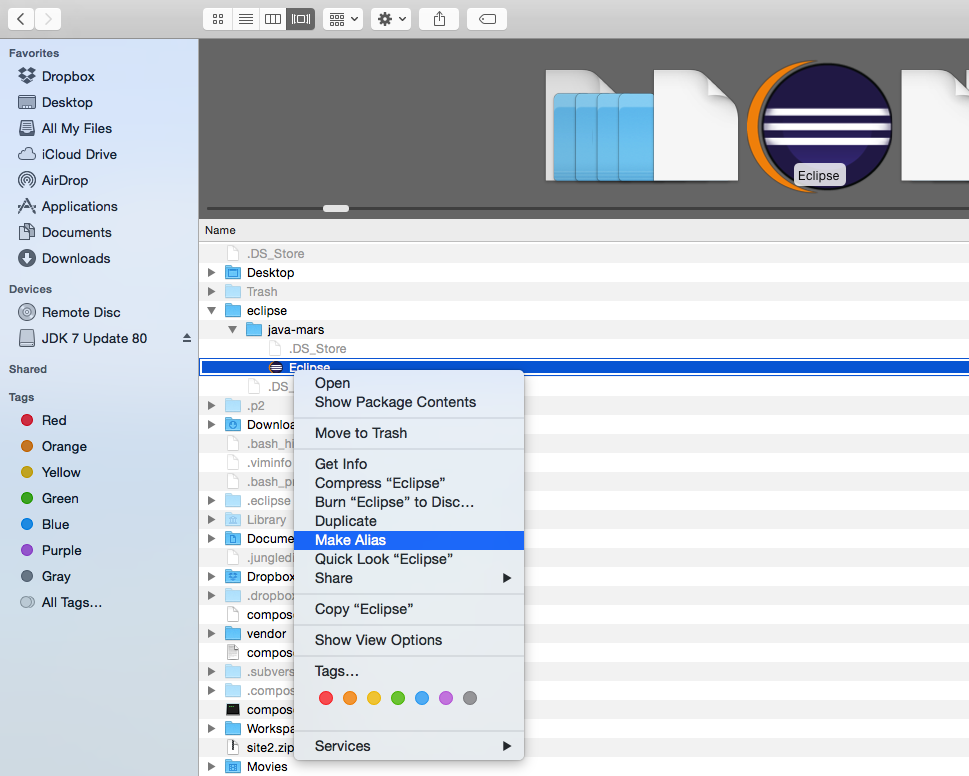 Favorites
Dropbox
Desktop
All My Files
iCloud Drive
AirDrop
Applications
Documents
Downloads
Devices
Remote Disc
JDK 7 Update 80
Shared
Tags
Red
Orange
Yellow
Green
Blue
Purple
Gray
All Tags...
Eclipse
Name
.DS_Store
Desktop
Trash
eclipse
java-mars
.DS_Store
Eclipse
.DS_
.p2
Downloa
.bash_hi
.viminfo
.bash_pr
.eclipse
Library
Docume
.jungled
Dropbox
.dropbox
compos
vendor
compos
.subvers
.compos
compos
Workspa
site2.zip
Movies
Open
Show Package Contents
Move to Trash
Get Info
Compress “Eclipse”
Burn “Eclipse” to Disc...
Duplicate
Make Alias
Quick Look “Eclipse”
Share
Copy “Eclipse”
Show View Options
Tags...
Services